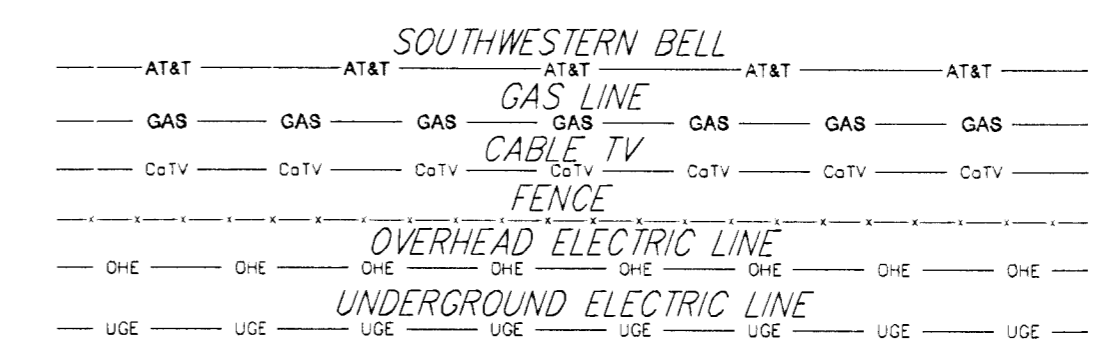 SOUTHWESTERN BELL
AT&T AT&T AT&T AT&T AT&T
GAS LINE
GAS GAS GAS GAS GAS GAS GAS
CABLE TV
CaTV CaTV CaTV CaTV CaTV CaTV CaTV
FENCE
x x x x x x x x x x x x x x x x x x x x x x
OVERHEAD ELECTRIC LINE
OHE OHE OHE OHE OHE OHE OHE OHE
UNDERGROUND ELECTRIC LINE
UGE UGE UGE UGE UGE UGE UGE UGE